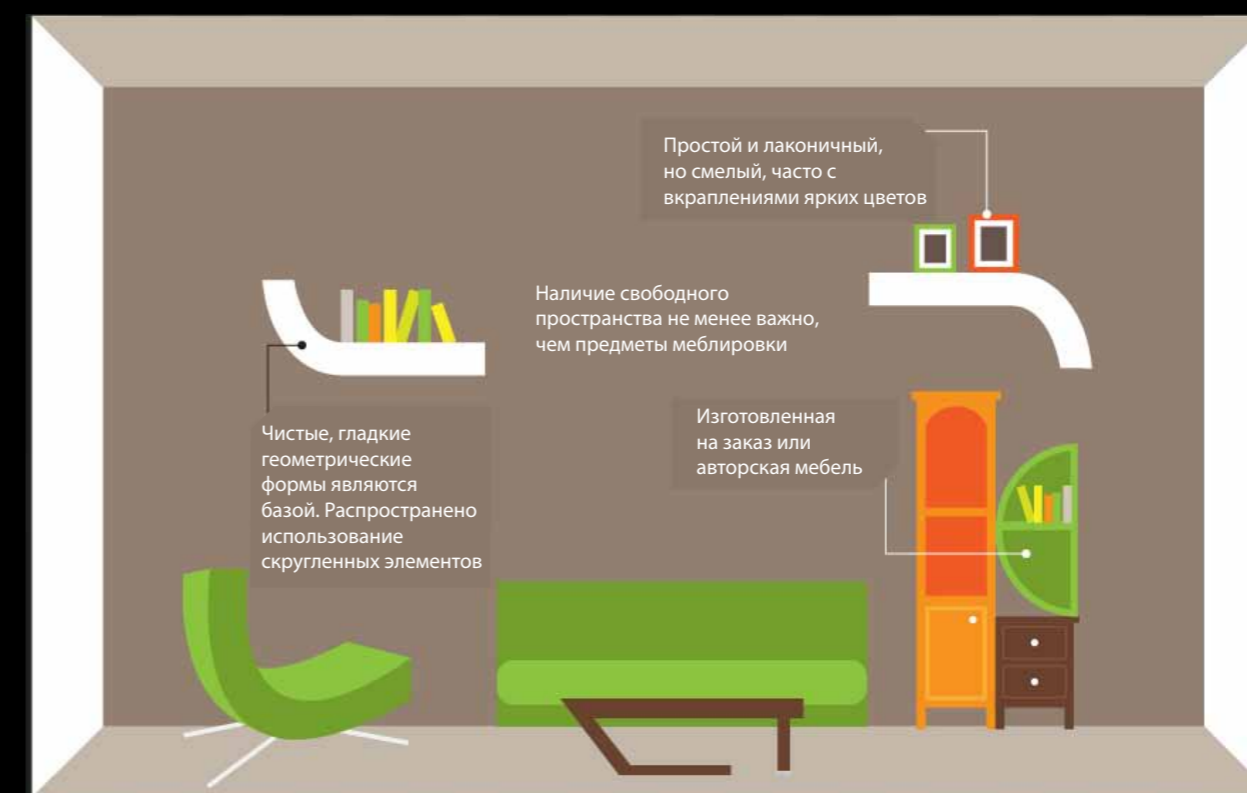 Простой и лаконичный,
но смелый, часто с
вкраплениями ярких цветов
Наличие свободного
пространства не менее важно,
чем предметы меблировки
Чистые, гладкие
геометрические
формы являются
базой. Распространено
использование
скругленных элементов
Изготовленная
на заказ или
авторская мебель